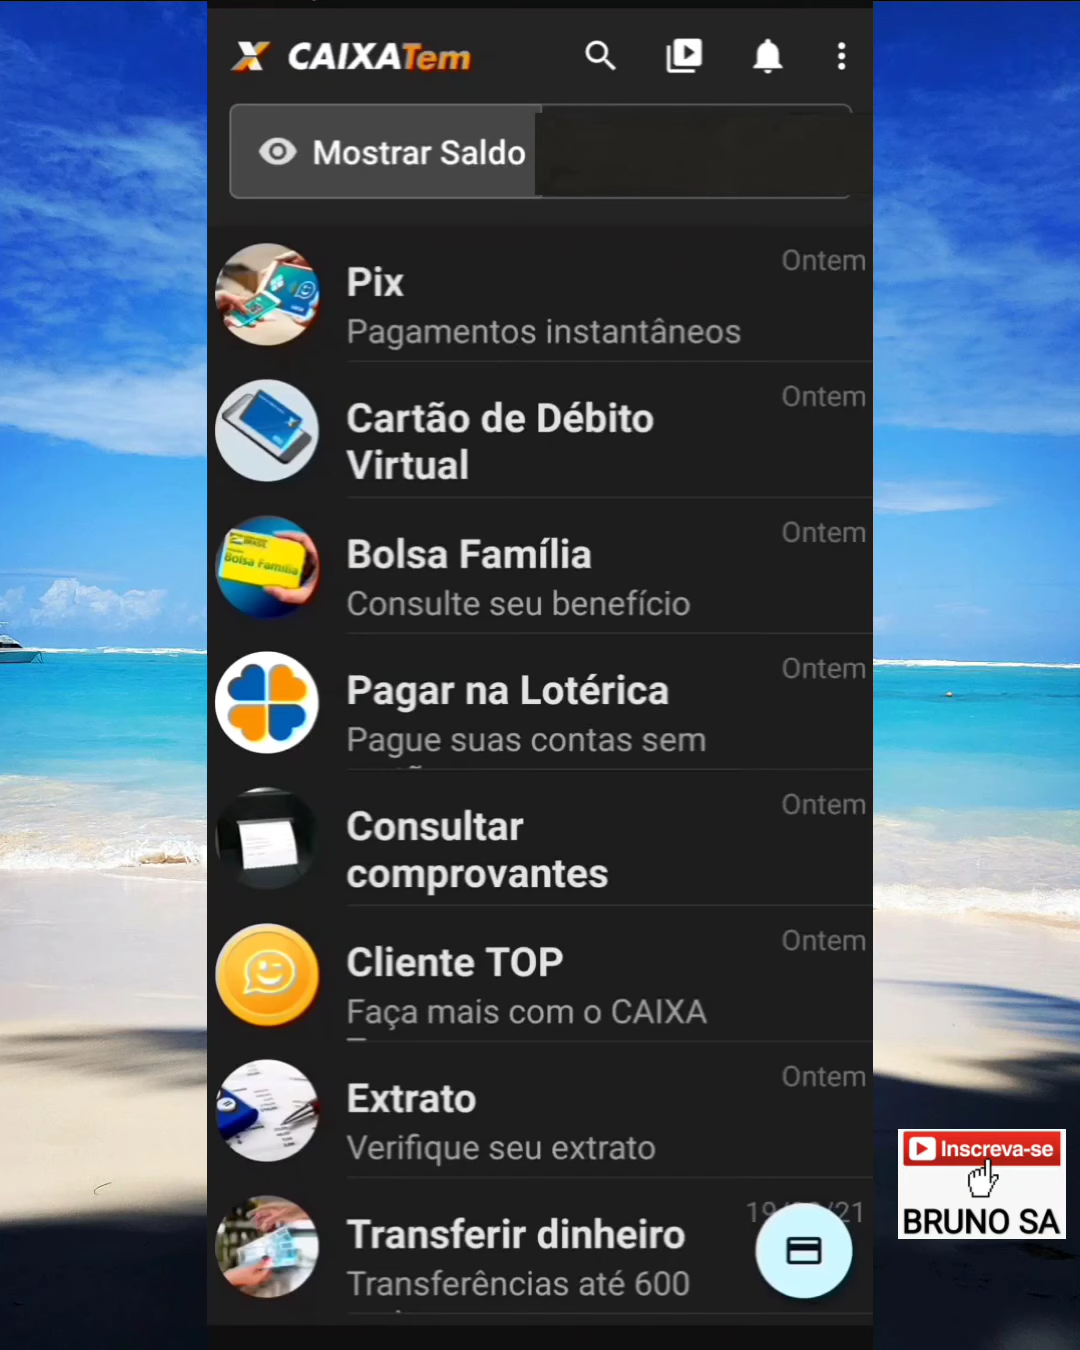 CAIXATem
Mostrar Saldo
Ontem
Pix
Pagamentos instantâneos
Ontem
Cartão de Débito
Virtual
Ontem
Bolsa Família
Bolsa Família
Consulte seu benefício
Ontem
Pagar na Lotérica
Pague suas contas sem
Ontem
Consultar
comprovantes
Ontem
Cliente TOP
Faça mais com o CAIXA
Ontem
Extrato
Verifique seu extrato
Transferir dinheiro
Transferências até 600
Inscreva-se
BRUNO SA